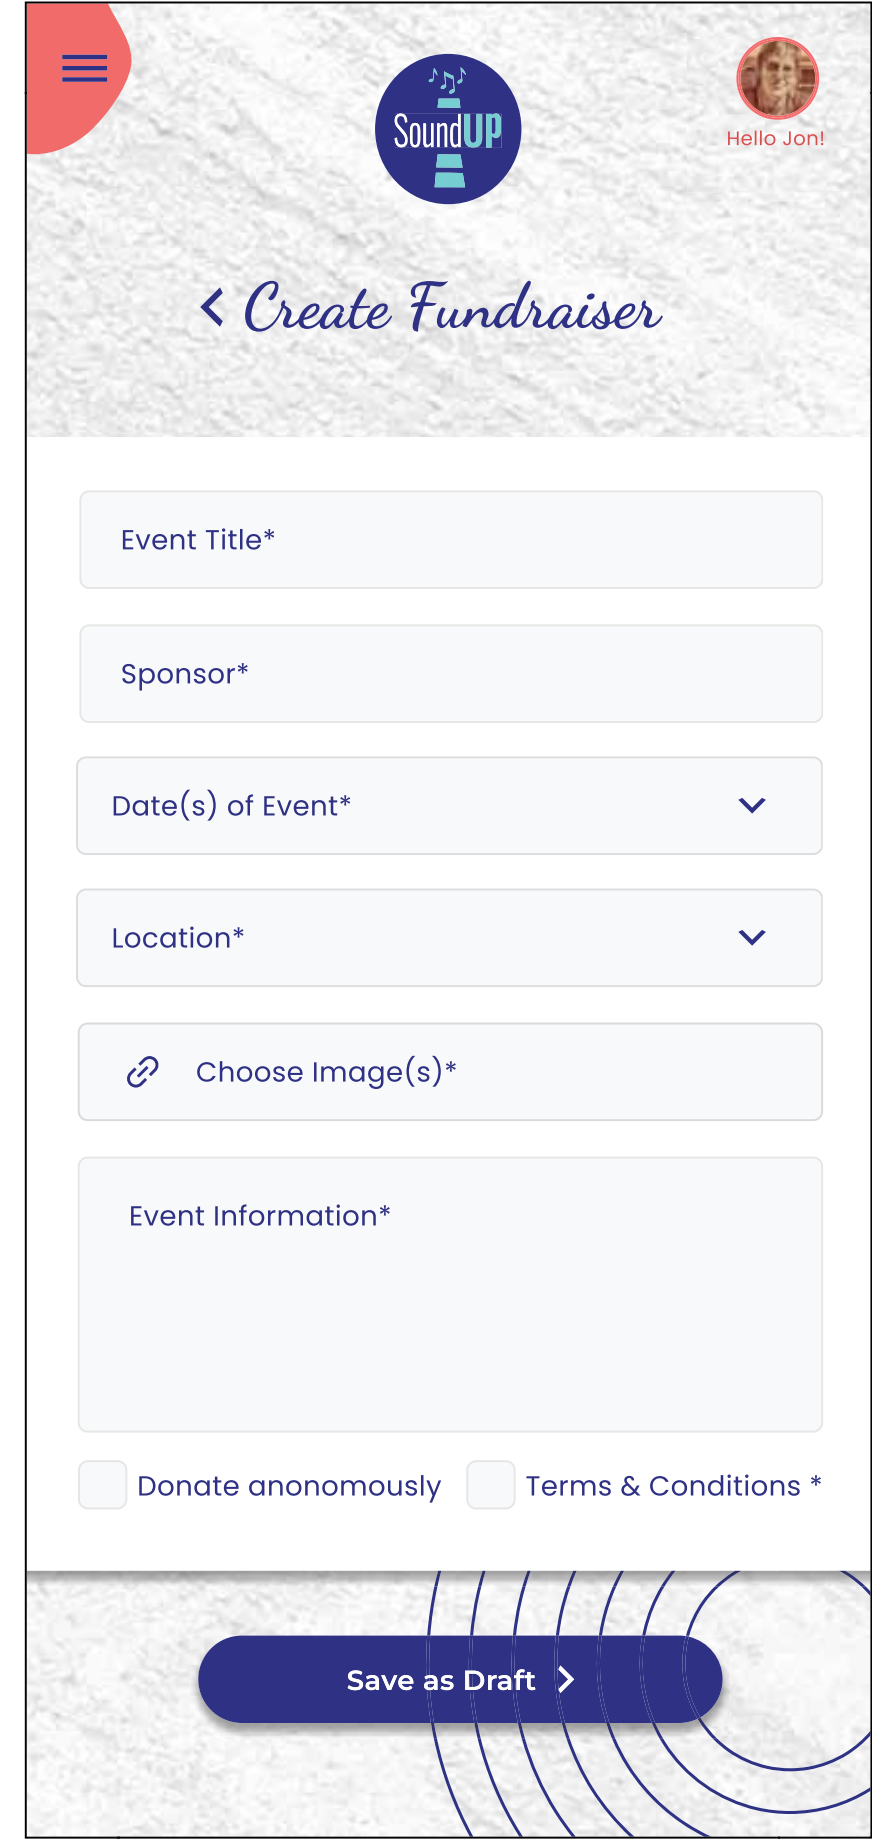 SoundUP
Hello Jon!
Create Fundraiser
Event Title*
Sponsor*
Date(s) of Event*
Location*
Choose Image(s)*
Event Information*
Donate anonomously
Terms & Conditions *
Save as Draft